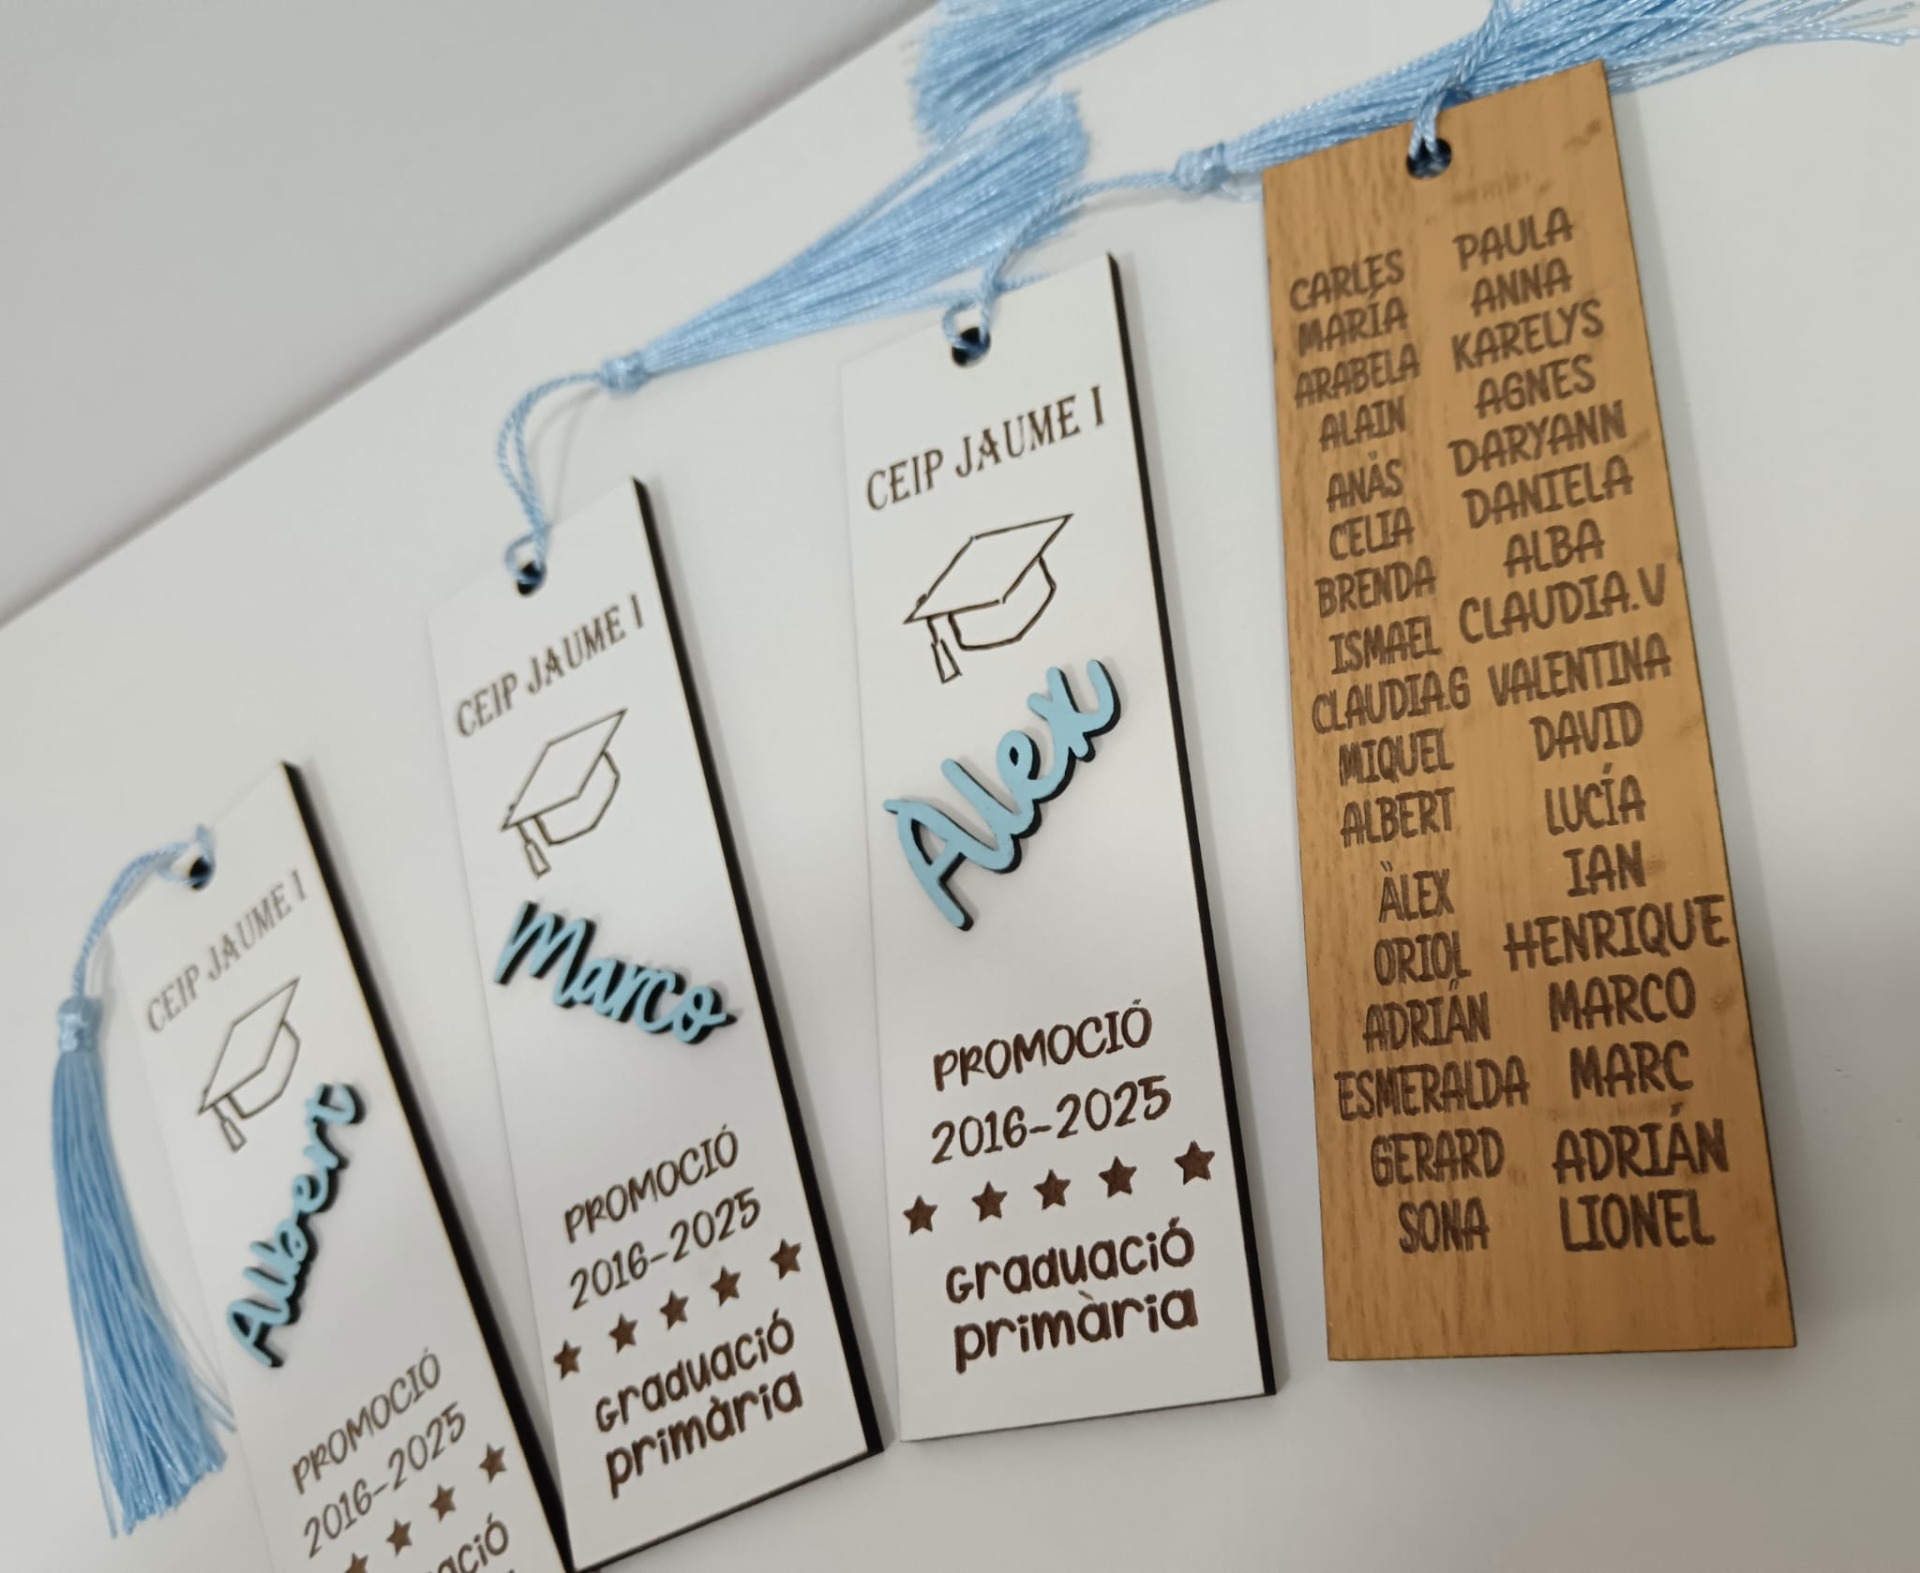 CEIP JAUME I
Albert
PROMOCIÓ
2016-2025
CEIP JAUME I
Marco
PROMOCIÓ
2016-2025
Graduació
primària
CEIP JAUME I
Alex
PROMOCIÓ
2016-2025
Graduació
primària
CARLES
MARÍA
ARABELA
ALAIN
ANÀS
CELIA
BRENDA
ISMAEL
CLAUDIA.G
MIQUEL
ALBERT
ÀLEX
ORIOL
ADRIÁN
ESMERALDA
GERARD
SONA
PAULA
ANNA
KARELYS
AGNES
DARYANN
DANIELA
ALBA
CLAUDIA.V
VALENTINA
DAVID
LUCÍA
IAN
HENRIQUE
MARCO
MARC
ADRIÁN
LIONEL